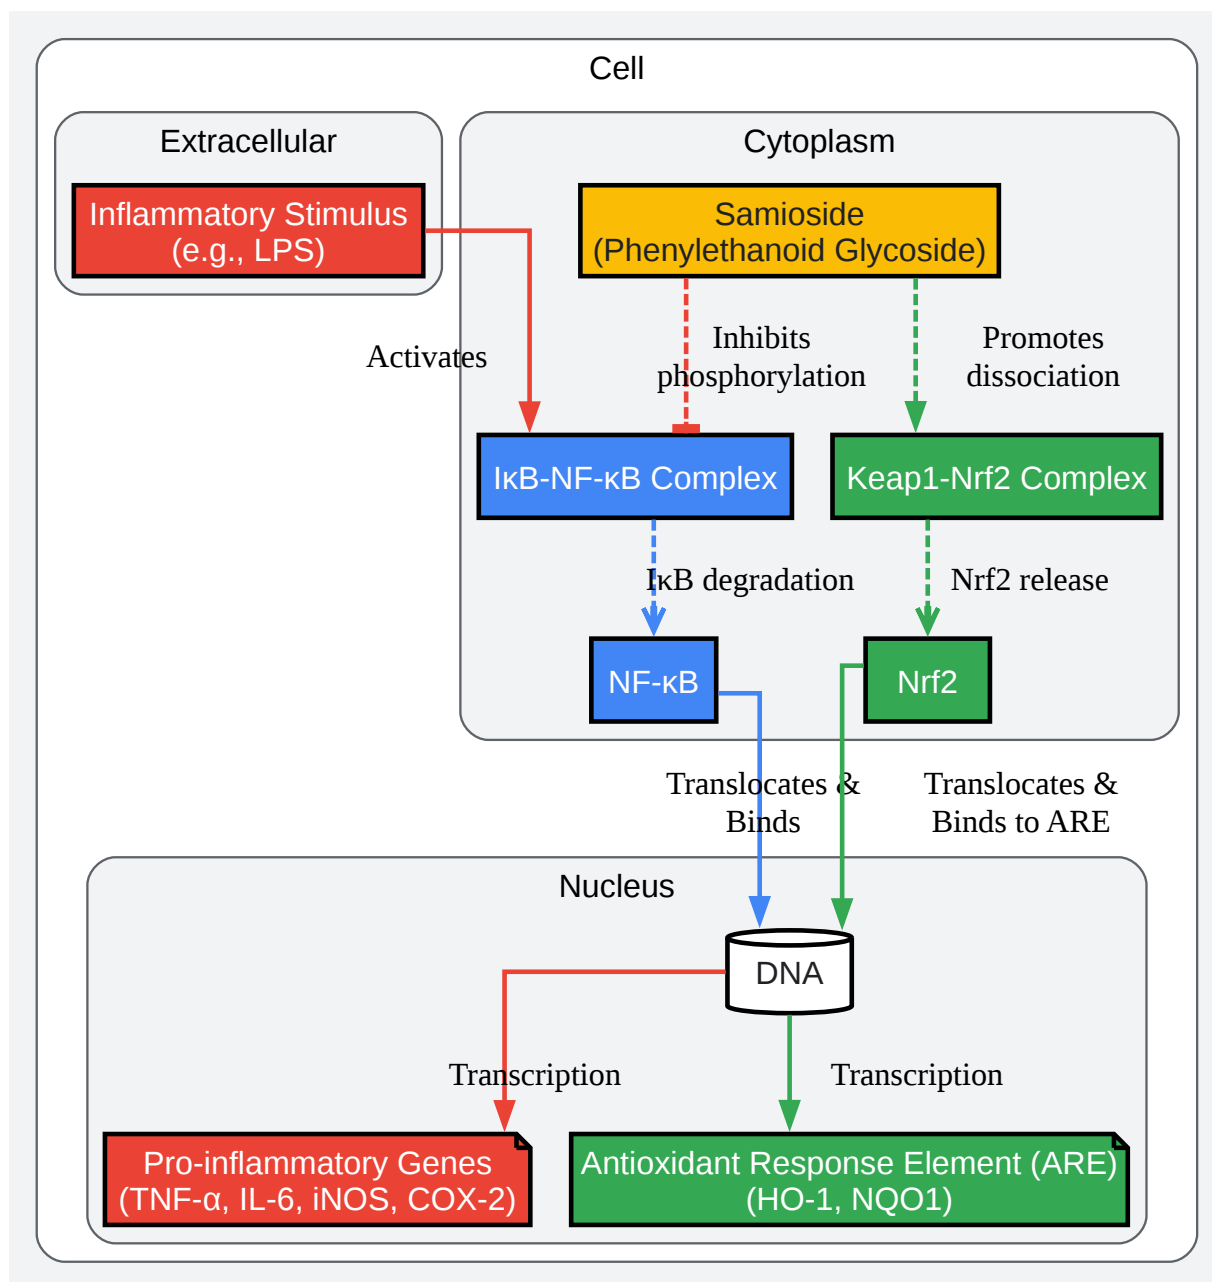 Cell
Extracellular
Cytoplasm
Inflammatory Stimulus
(e.g., LPS)
Samioside
(Phenylethanoid Glycoside)
Activates
Inhibits
phosphorylation
Promotes
dissociation
IκB-NF-κB Complex
Keap1-Nrf2 Complex
IκB degradation
Nrf2 release
NF-κB
Nrf2
Translocates &
Binds
Translocates &
Binds to ARE
Nucleus
DNA
Transcription
Transcription
Pro-inflammatory Genes
(TNF-α, IL-6, iNOS, COX-2)
Antioxidant Response Element (ARE)
(HO-1, NQO1)